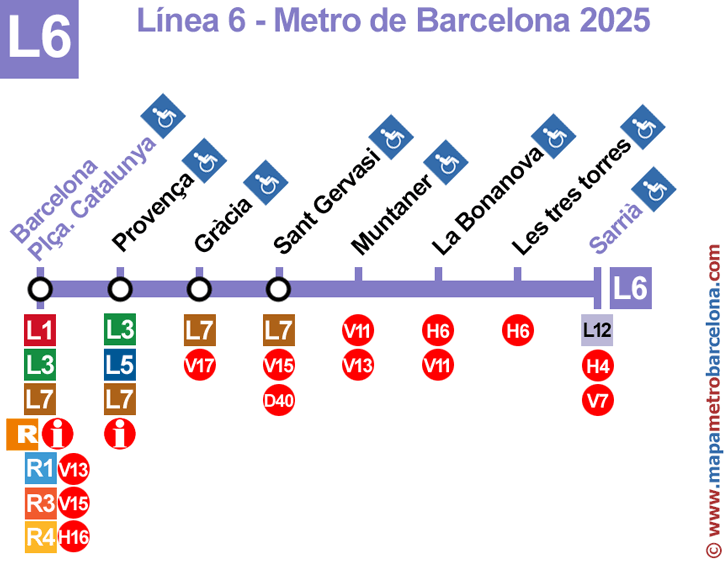 L6
Línea 6 - Metro de Barcelona 2025
Barcelona
Plça. Catalunya
Provença
Gràcia
Sant Gervasi
Muntaner
La Bonanova
Les tres torres
Sarrià
L6
L1
L3
L7
R i
R1 V13
R3 V15
R4 H16
L3
L5
L7
i
L7
V17
L7
V15
D40
V11
V13
H6
V11
H6
L12
H4
V7
© www.mapametrobarcelona.com